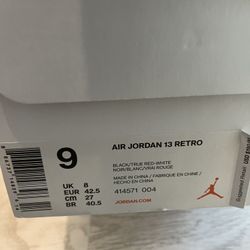 9
UK 8
EUR 42.5
cm 27
BR 40.5
AIR JORDAN 13 RETRO
BLACK/TRUE RED-WHITE
NOIR/BLANC/VRAI ROUGE
MADE IN CHINA / FABRIQUE EN CHINE /
HECHO EN CHINA
414571 004
JORDAN.COM